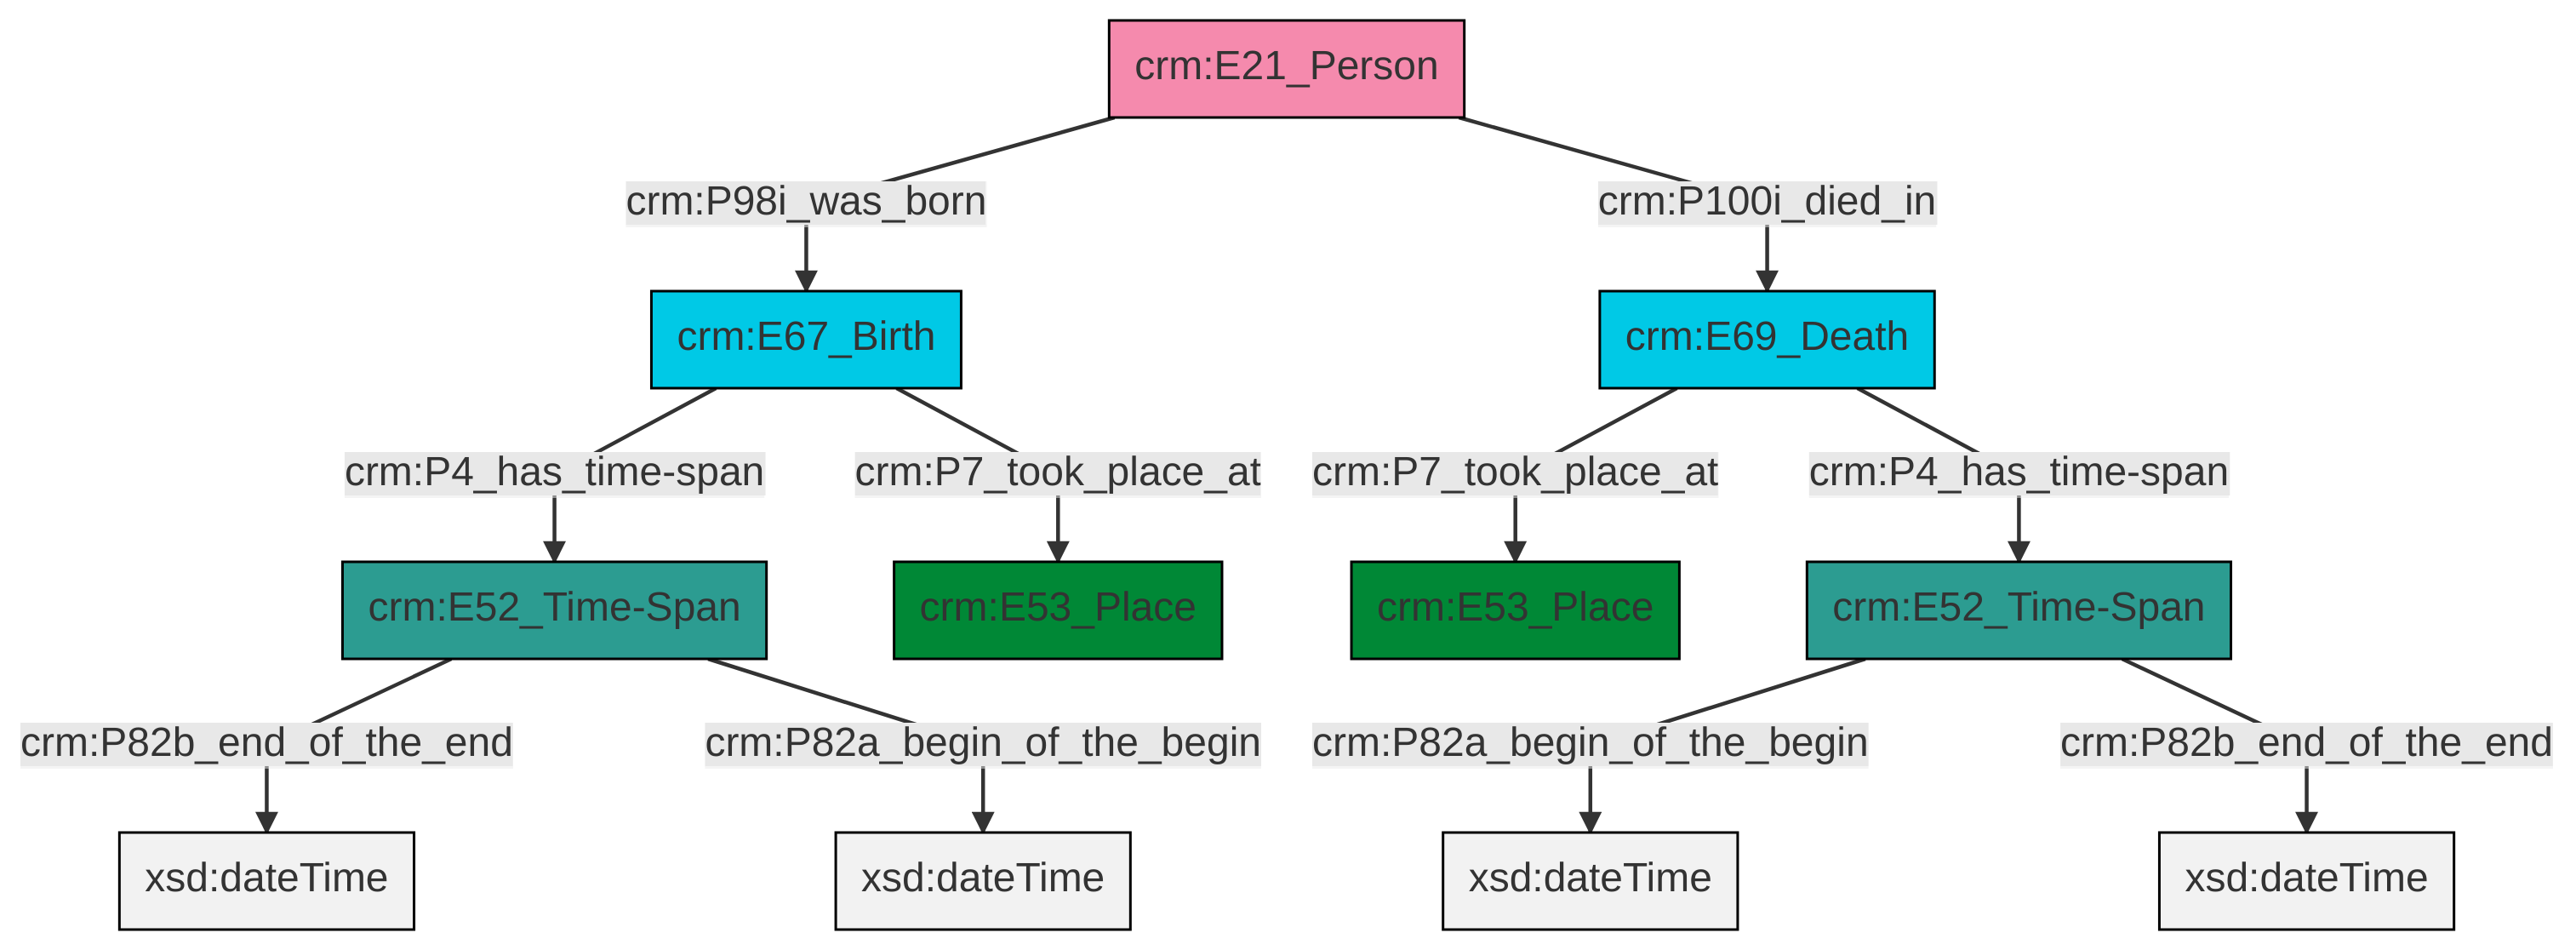 crm:E21_Person
crm:P98i_was_born
crm:P100i_died_in
crm:E67_Birth
crm:E69_Death
crm:P4_has_time-span
crm:P7_took_place_at
crm:P7_took_place_at
crm:P4_has_time-span
crm:E52_Time-Span
crm:E53_Place
crm:E53_Place
crm:E52_Time-Span
crm:P82b_end_of_the_end
crm:P82a_begin_of_the_begin
crm:P82a_begin_of_the_begin
crm:P82b_end_of_the_end
xsd:dateTime
xsd:dateTime
xsd:dateTime
xsd:dateTime